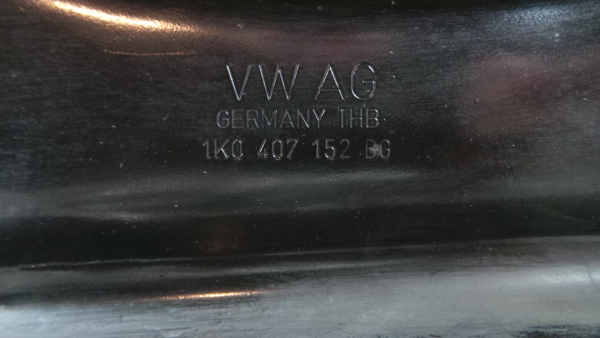 VW AG
GERMANY THB
1K0 407 152 BG